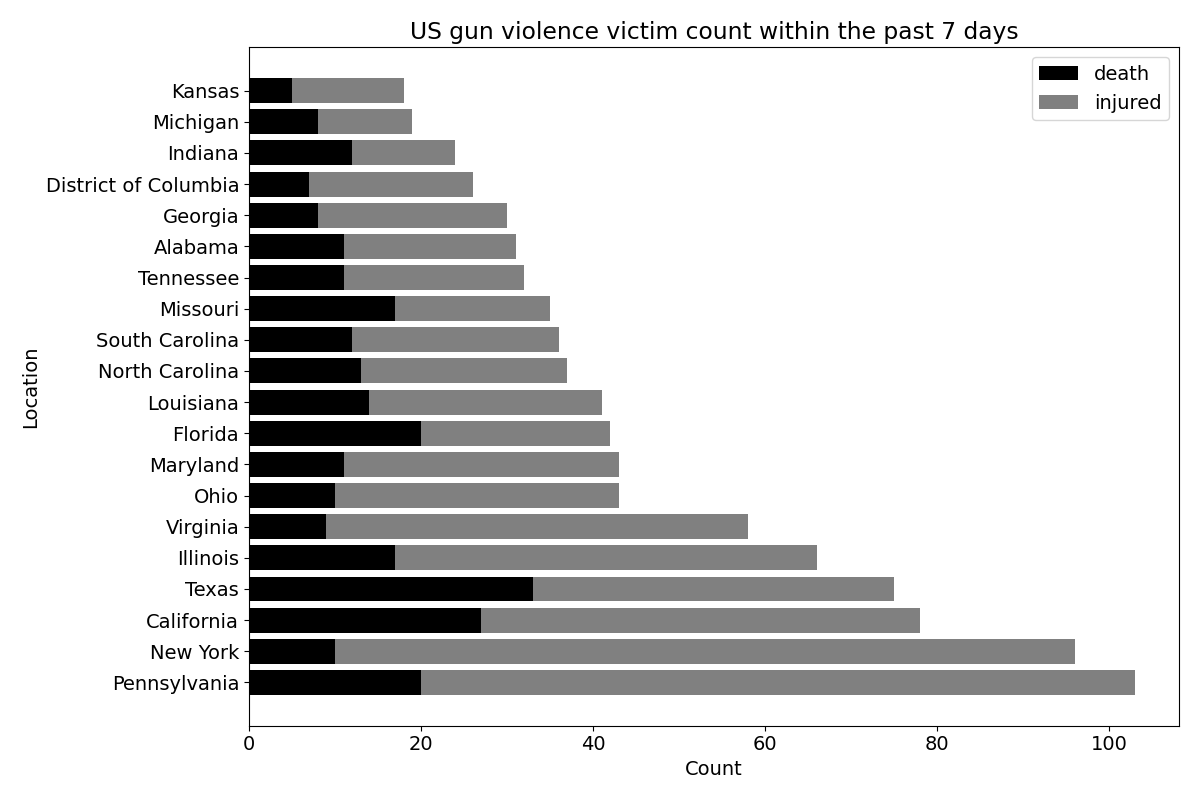 US gun violence victim count within the past 7 days
death
injured
Kansas
Michigan
Indiana
District of Columbia
Georgia
Alabama
Tennessee
Missouri
South Carolina
North Carolina
Louisiana
Florida
Maryland
Ohio
Virginia
Illinois
Texas
California
New York
Pennsylvania
Location
0 20 40 60 80 100
Count